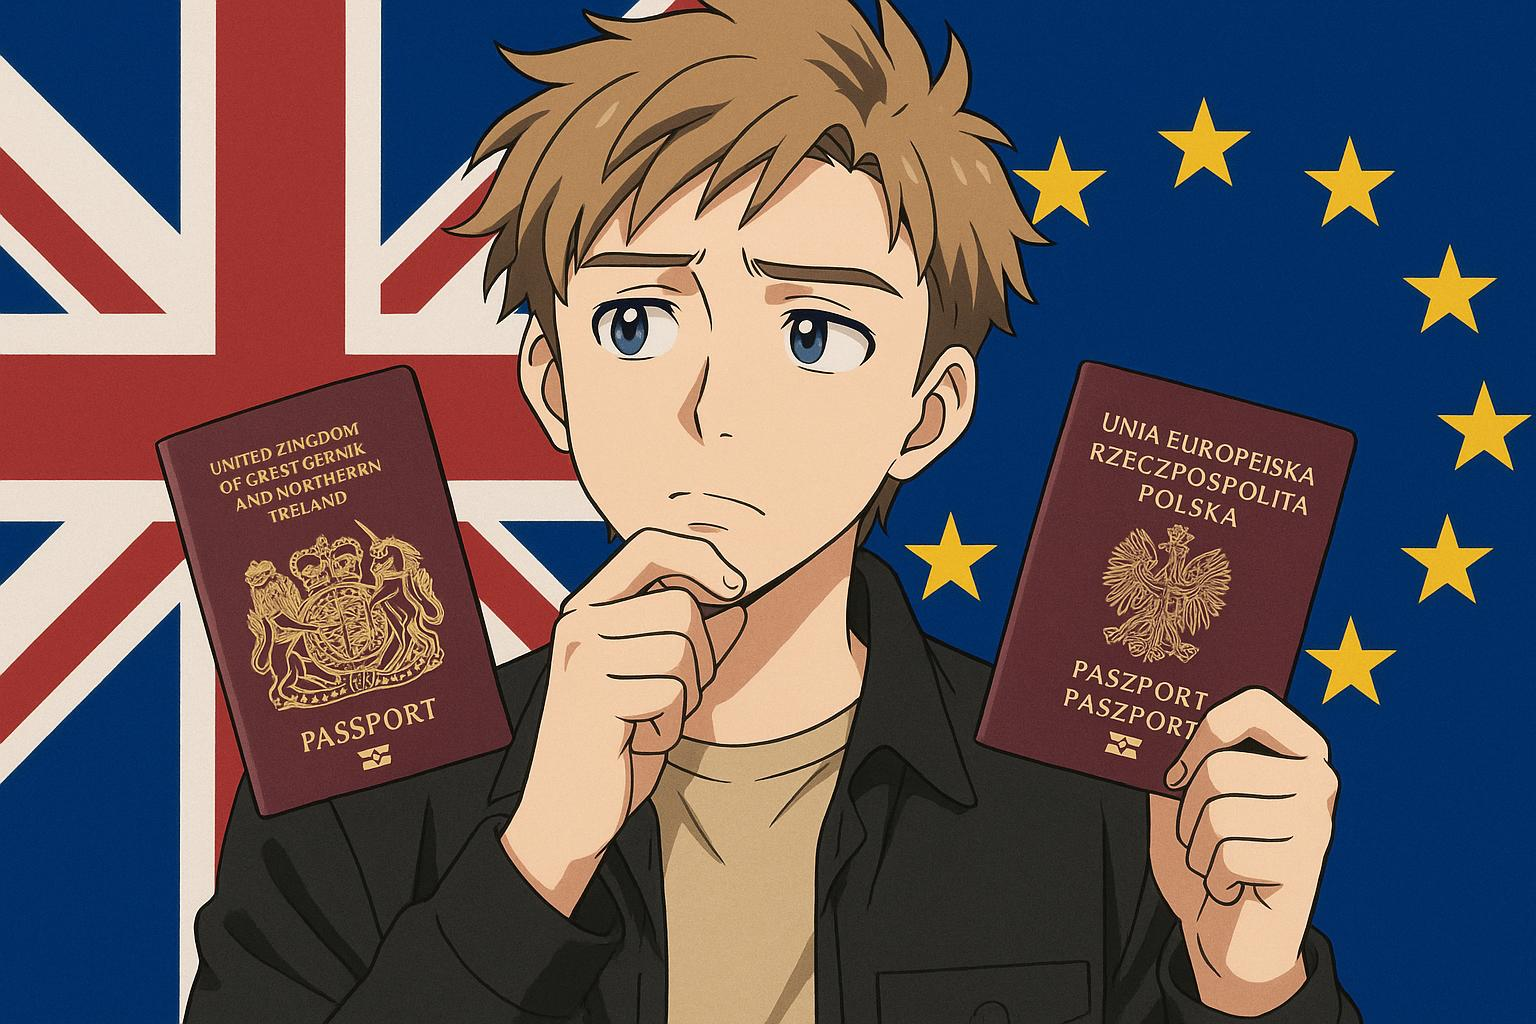 UNITED ZINGDOM
OF GREST GERNIK
AND NORTHERRN
TRELAND
PASSPORT
UNIA EUROPEISKA
RZECZPOSPOLITA
POLSKA
PASZPORT
PASZPORT